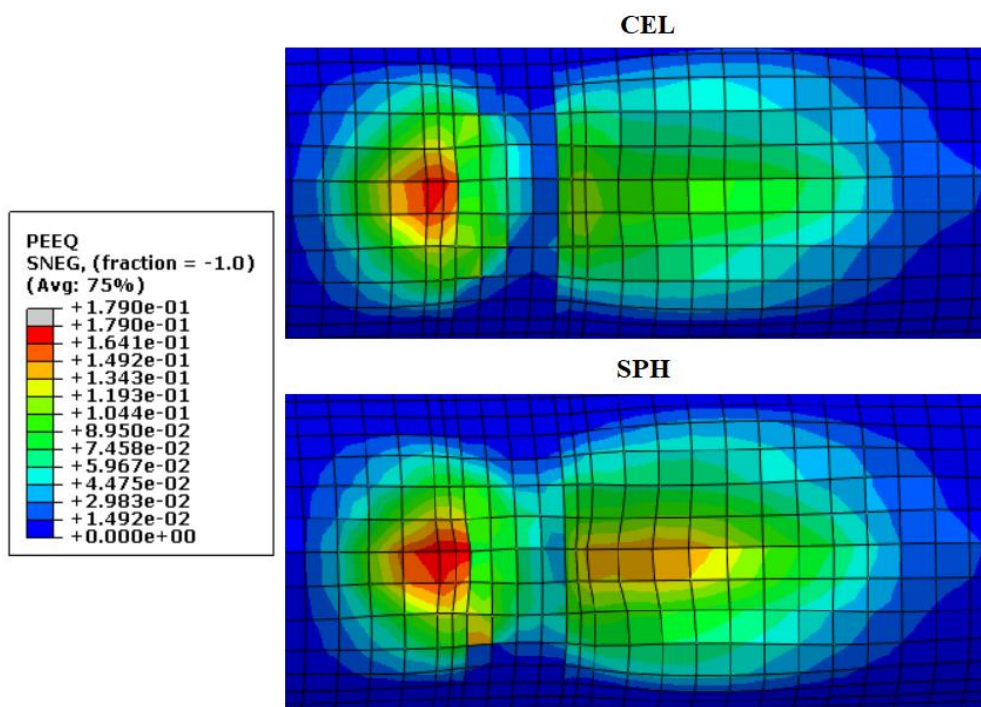 CEL
PEEQ
SNEG, (fraction = -1.0)
(Avg: 75%)
+1.790e-01
+1.790e-01
+1.641e-01
+1.492e-01
+1.343e-01
+1.193e-01
+1.044e-01
+8.950e-02
+7.458e-02
+5.967e-02
+4.475e-02
+2.983e-02
+1.492e-02
+0.000e+00
SPH